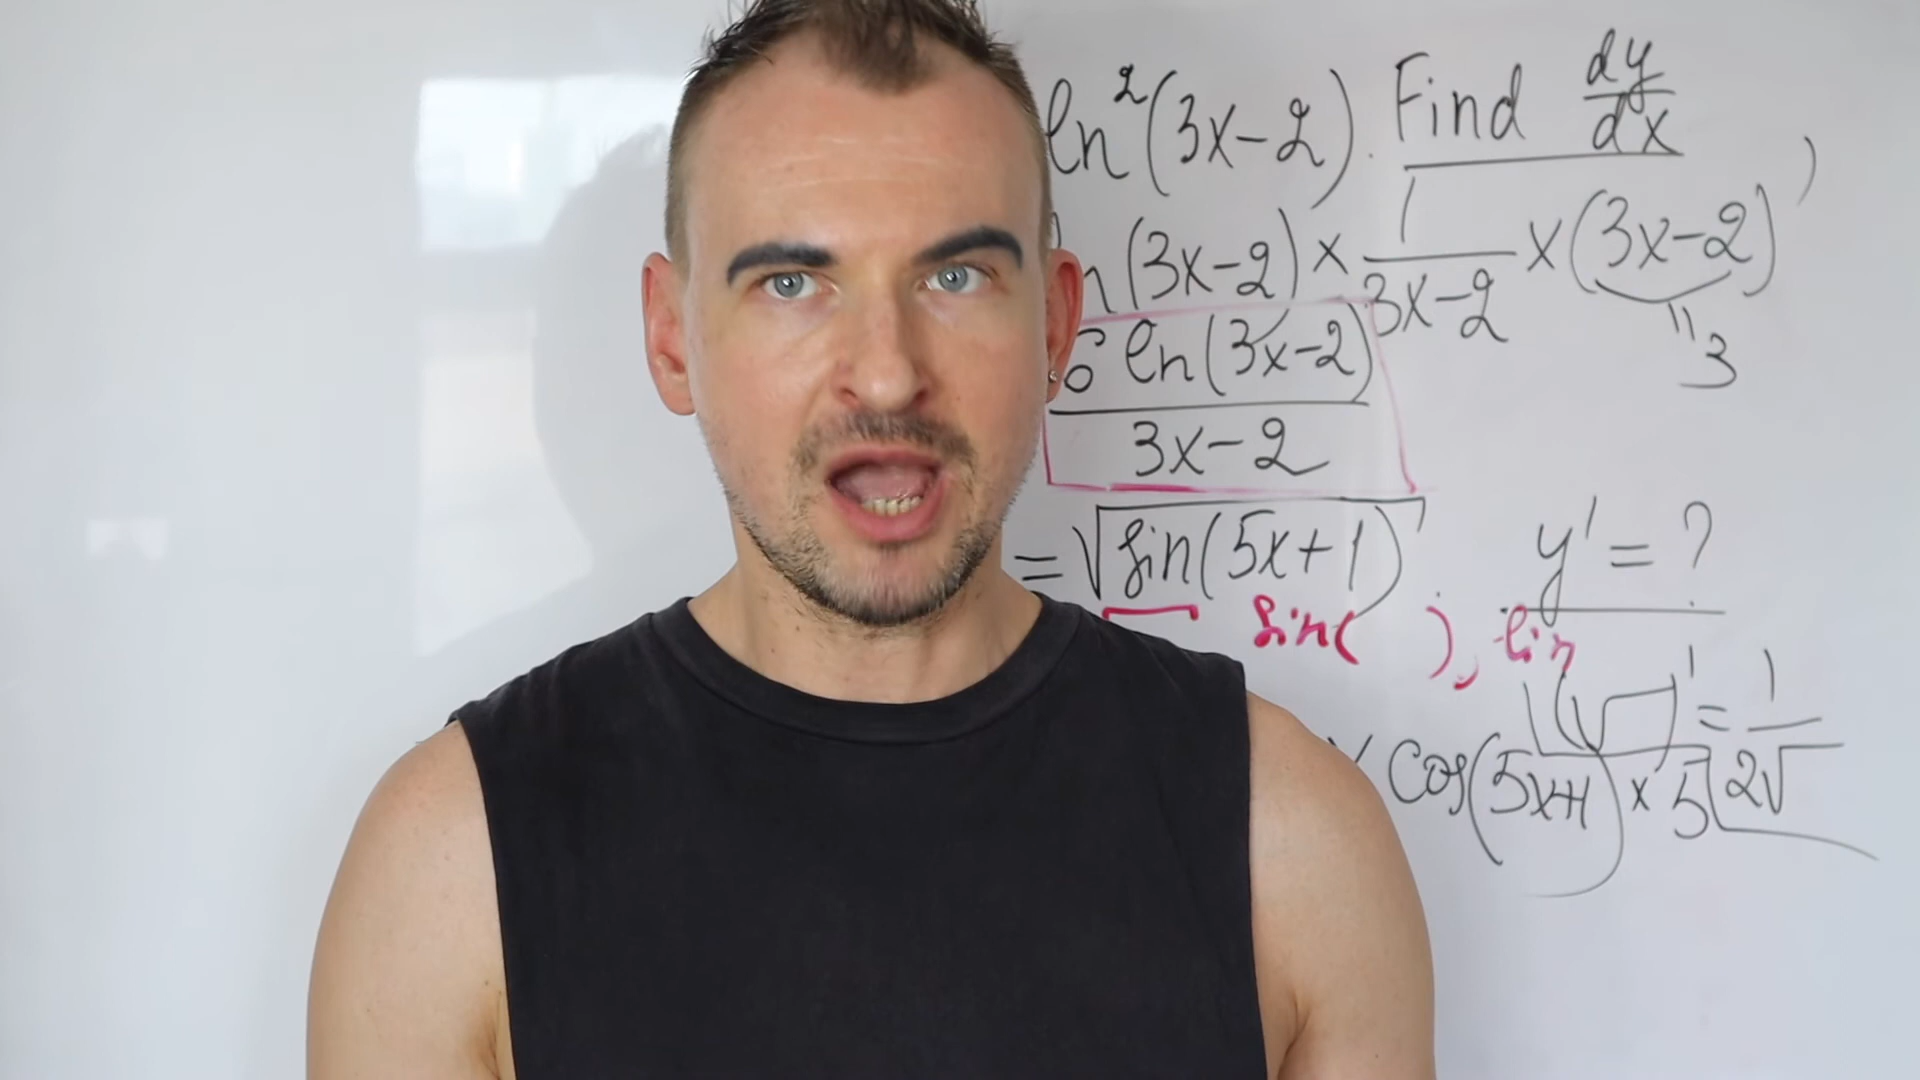 ln²(3x-2). Find dy/dx
(3x-2) × 1/(3x-2) × (3x-2)'
"3
6 ln(3x-2)/(3x-2)
= √sin(5x+1) y' = ?
sin( ), sin
(√)' = 1/(2√)
cos(5x+1) × 5